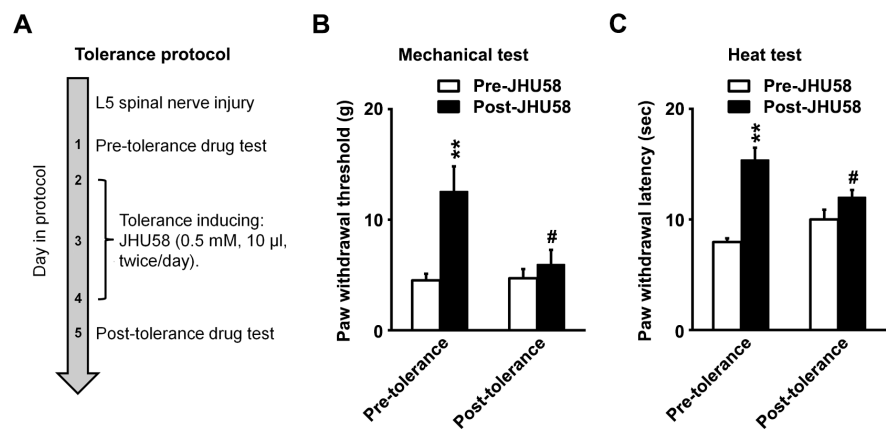 A
Tolerance protocol
Day in protocol
L5 spinal nerve injury
1 Pre-tolerance drug test
2
3
4
Tolerance inducing:
JHU58 (0.5 mM, 10 µl,
twice/day).
5 Post-tolerance drug test
B
Mechanical test
Pre-JHU58
Post-JHU58
Paw withdrawal threshold (g)
20
10
0
**
#
Pre-tolerance
Post-tolerance
C
Heat test
Pre-JHU58
Post-JHU58
Paw withdrawal latency (sec)
20
10
0
**
#
Pre-tolerance
Post-tolerance